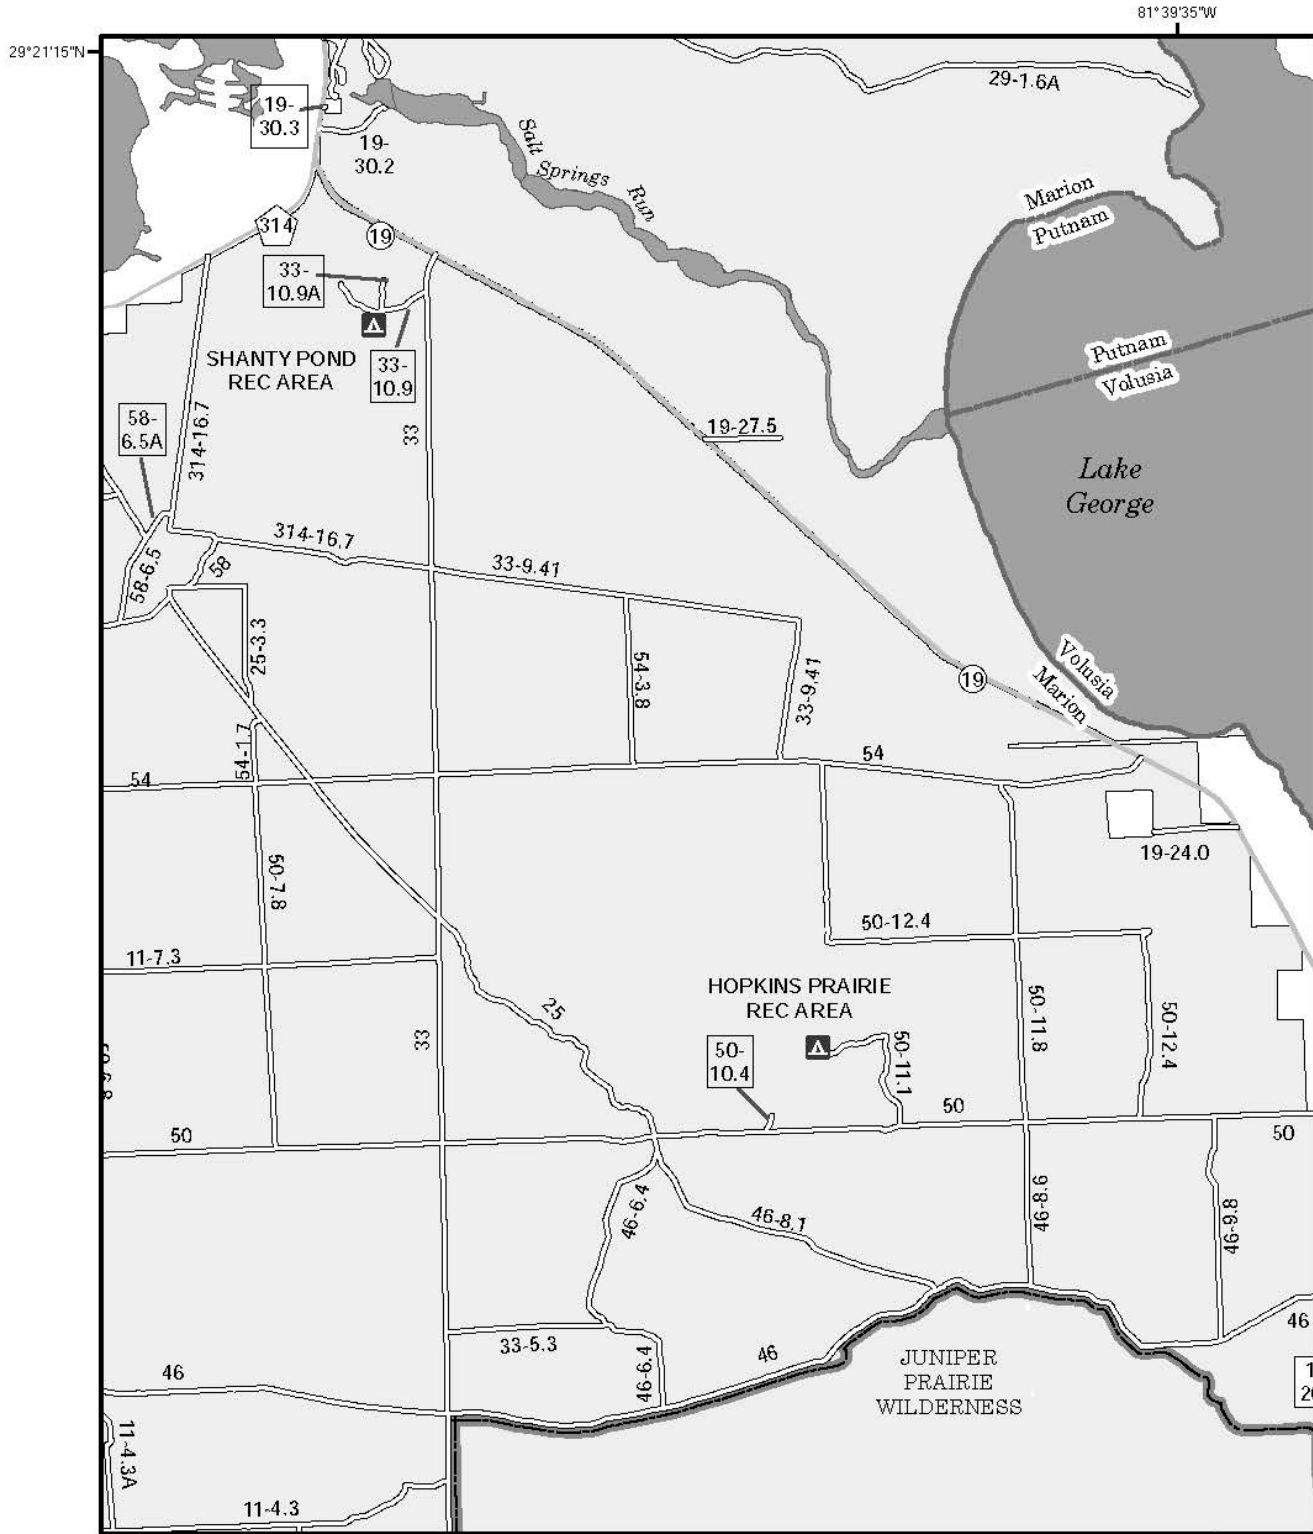 81°39'35"W
29°21'15"N
29-1.6A
19-
30.3
19-
30.2
Salt
Springs
Run
Marion
Putnam
314
19
33-
10.9A
SHANTY POND
REC AREA
33-
10.9
Putnam
Volusia
58-
6.5A
314-16.7
33
19-27.5
Lake
George
314-16.7
33-9.41
58-6.5
58
25-3.3
54-3.8
33-9.41
19
Volusia
Marion
54-1.7
54
54
50-7.8
19-24.0
50-12.4
11-7.3
HOPKINS PRAIRIE
REC AREA
25
33
50-
10.4
50-11.1
50-11.8
50-12.4
50
50
50
46-6.4
46-8.1
46-8.6
46-9.8
33-5.3
46-6.4
46
46
46
JUNIPER
PRAIRIE
WILDERNESS
11-4.3A
11-4.3